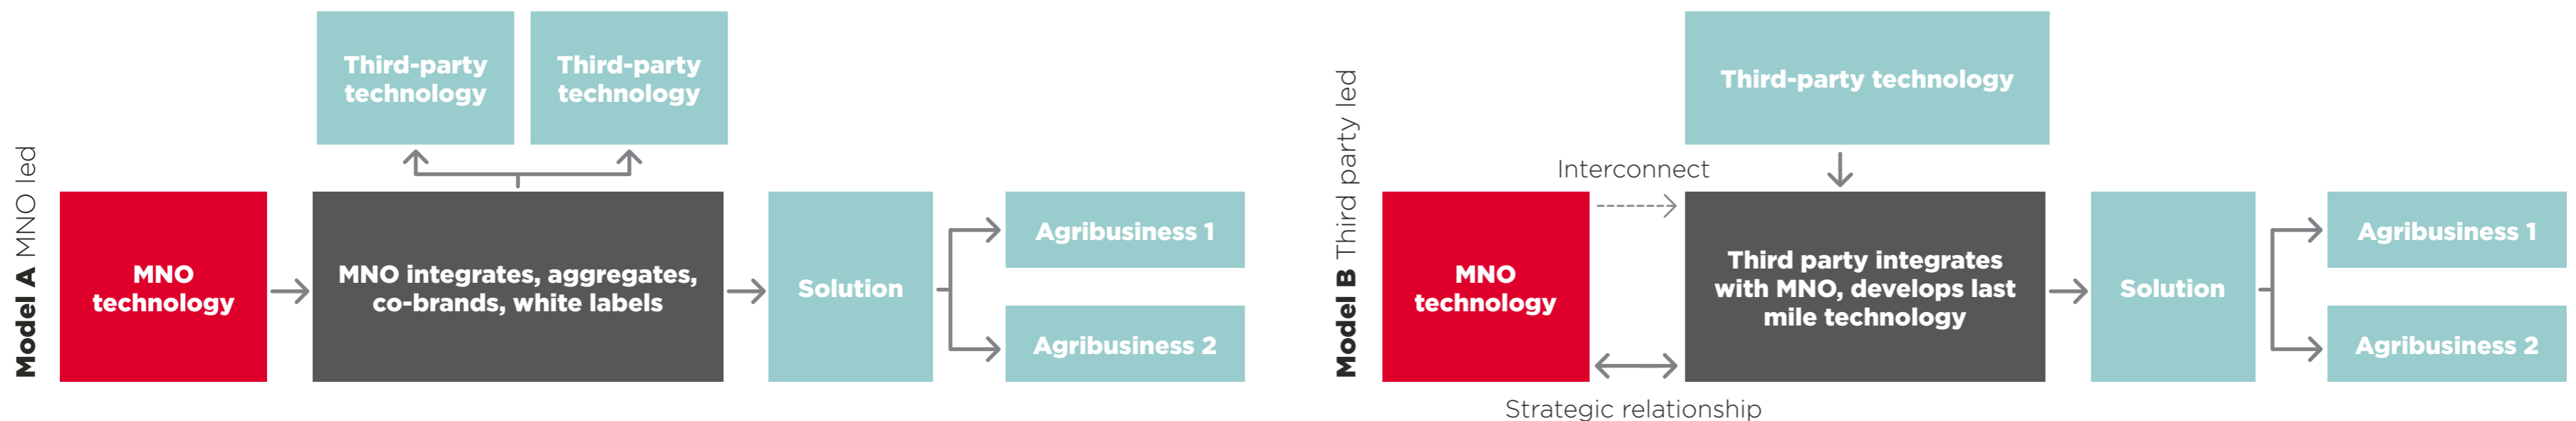 Model A MNO led
Third-party
technology
Third-party
technology
MNO
technology
MNO integrates, aggregates,
co-brands, white labels
Solution
Agribusiness 1
Agribusiness 2
Model B Third party led
Third-party technology
Interconnect
MNO
technology
Third party integrates
with MNO, develops last
mile technology
Solution
Agribusiness 1
Agribusiness 2
Strategic relationship